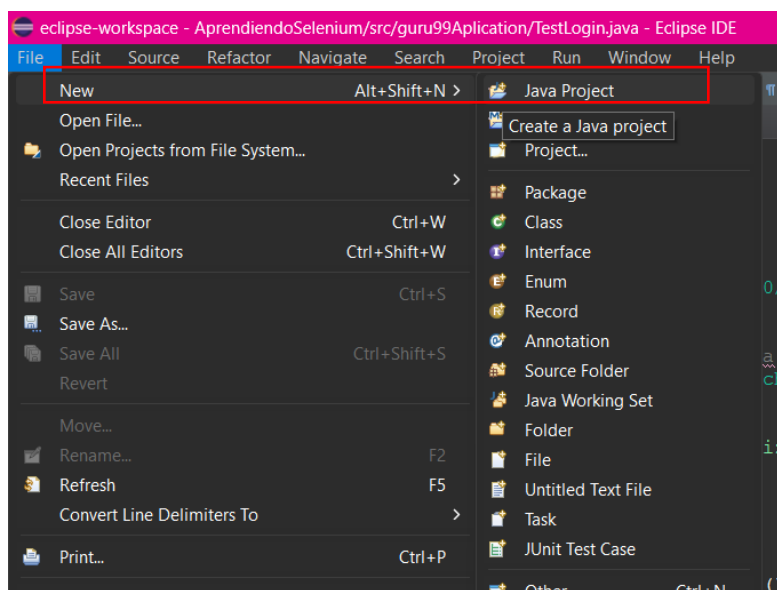 eclipse-workspace - AprendiendoSelenium/src/guru99Aplication/TestLogin.java - Eclipse IDE
File Edit Source Refactor Navigate Search Project Run Window Help
New Alt+Shift+N >
Open File...
Open Projects from File System...
Recent Files >
Close Editor Ctrl+W
Close All Editors Ctrl+Shift+W
Save Ctrl+S
Save As...
Save All Ctrl+Shift+S
Revert
Move...
Rename... F2
Refresh F5
Convert Line Delimiters To >
Print... Ctrl+P
Java Project
Create a Java project
Project...
Package
Class
Interface
Enum
Record
Annotation
Source Folder
Java Working Set
Folder
File
Untitled Text File
Task
JUnit Test Case
Other... Ctrl+N